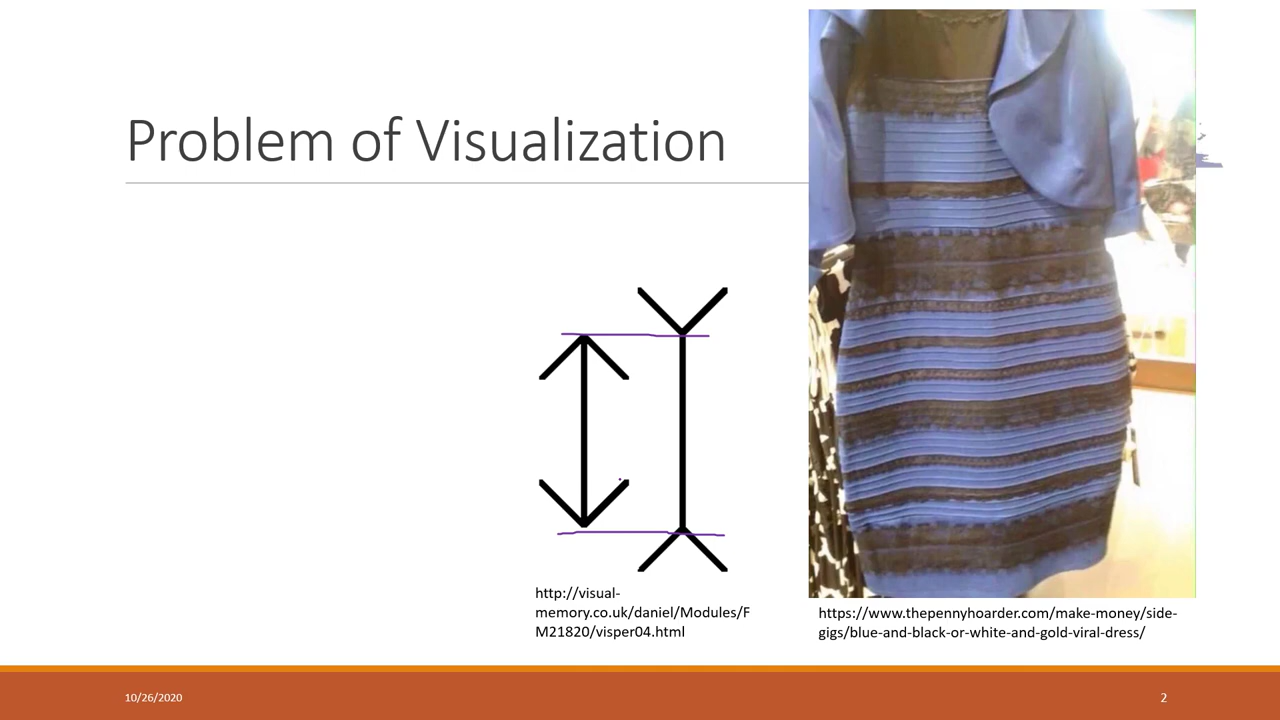 Problem of Visualization
http://visual-
memory.co.uk/daniel/Modules/F
M21820/visper04.html
https://www.thepennyhoarder.com/make-money/side-
gigs/blue-and-black-or-white-and-gold-viral-dress/
10/26/2020
2